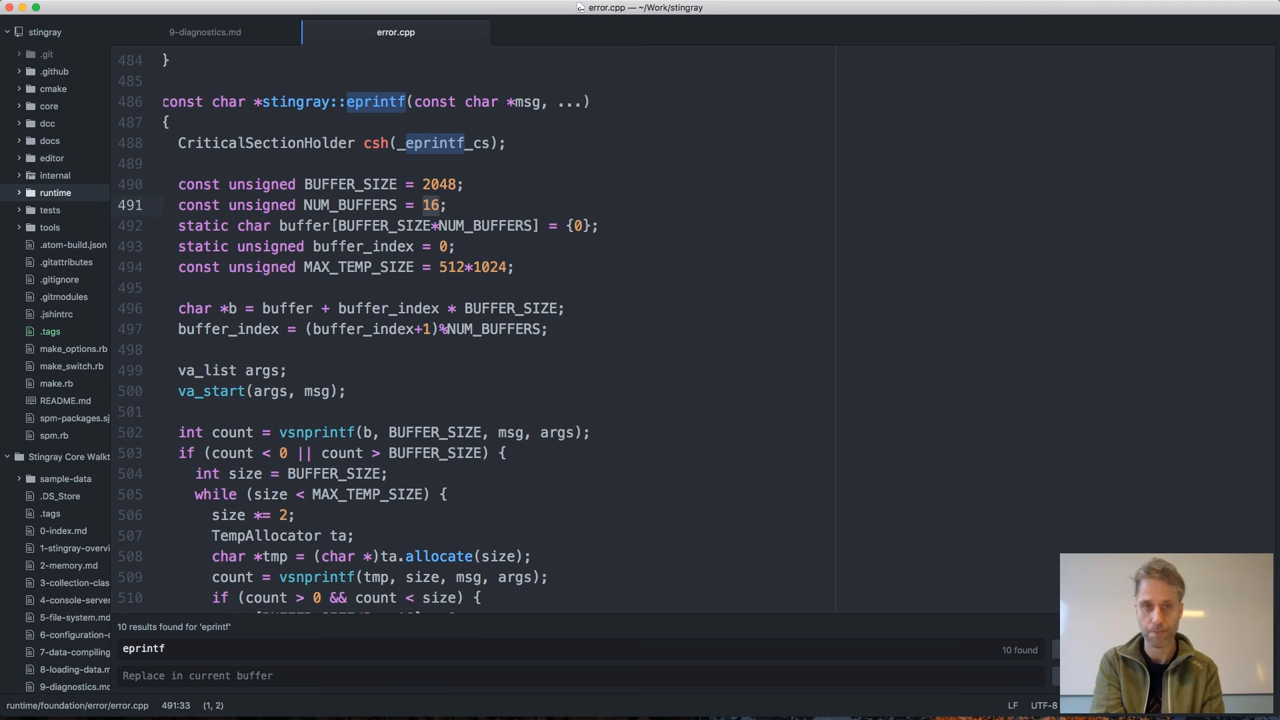 error.cpp — ~/Work/stingray
stingray
9-diagnostics.md
error.cpp
.git
.github
cmake
core
dcc
docs
editor
internal
runtime
tests
tools
.atom-build.json
.gitattributes
.gitignore
.gitmodules
.jshintrc
.tags
make_options.rb
make_switch.rb
make.rb
README.md
spm-packages.sj
spm.rb
Stingray Core Walkt
sample-data
.DS_Store
.tags
0-index.md
1-stingray-overvi
2-memory.md
3-collection-clas
4-console-server
5-file-system.md
6-configuration-c
7-data-compiling
8-loading-data.m
9-diagnostics.md
484 }
485
486 const char *stingray::eprintf(const char *msg, ...)
487 {
488 CriticalSectionHolder csh(_eprintf_cs);
489
490 const unsigned BUFFER_SIZE = 2048;
491 const unsigned NUM_BUFFERS = 16;
492 static char buffer[BUFFER_SIZE*NUM_BUFFERS] = {0};
493 static unsigned buffer_index = 0;
494 const unsigned MAX_TEMP_SIZE = 512*1024;
495
496 char *b = buffer + buffer_index * BUFFER_SIZE;
497 buffer_index = (buffer_index+1)%NUM_BUFFERS;
498
499 va_list args;
500 va_start(args, msg);
501
502 int count = vsnprintf(b, BUFFER_SIZE, msg, args);
503 if (count < 0 || count > BUFFER_SIZE) {
504 int size = BUFFER_SIZE;
505 while (size < MAX_TEMP_SIZE) {
506 size *= 2;
507 TempAllocator ta;
508 char *tmp = (char *)ta.allocate(size);
509 count = vsnprintf(tmp, size, msg, args);
510 if (count > 0 && count < size) {
10 results found for 'eprintf'
eprintf
10 found
Replace in current buffer
runtime/foundation/error/error.cpp 491:33 (1, 2)
LF UTF-8